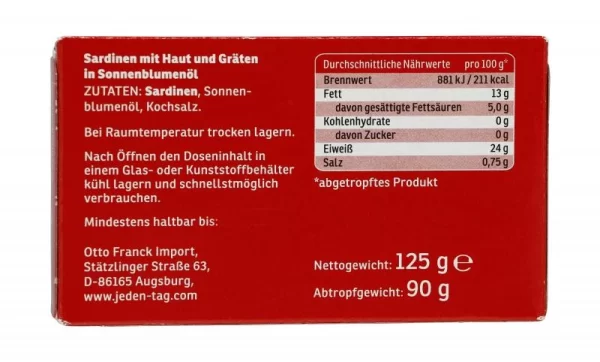 Sardinen mit Haut und Gräten
in Sonnenblumenöl
ZUTATEN: Sardinen, Sonnen-
blumenöl, Kochsalz.
Bei Raumtemperatur trocken lagern.
Nach Öffnen den Doseninhalt in
einem Glas- oder Kunststoffbehälter
kühl lagern und schnellstmöglich
verbrauchen.
Mindestens haltbar bis:
Otto Franck Import,
Stätzlinger Straße 63,
D-86165 Augsburg,
www.jeden-tag.com
Durchschnittliche Nährwerte pro 100 g*
Brennwert 881 kJ / 211 kcal
Fett 13 g
davon gesättigte Fettsäuren 5,0 g
Kohlenhydrate 0 g
davon Zucker 0 g
Eiweiß 24 g
Salz 0,75 g
*abgetropftes Produkt
Nettogewicht: 125 g ℮
Abtropfgewicht: 90 g